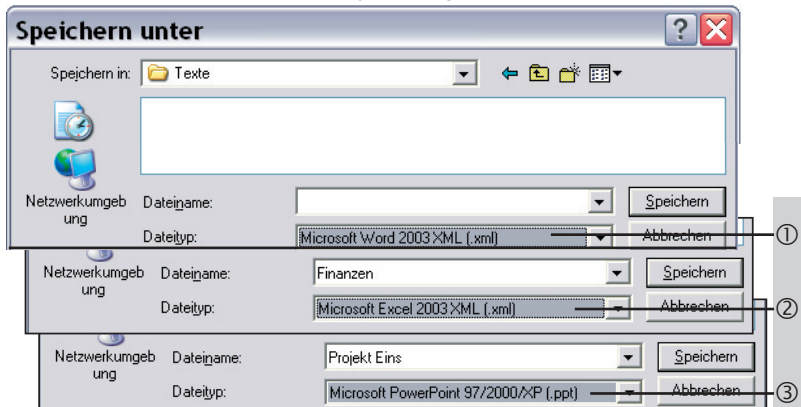 Speichern unter
Speichern in: Texte
Netzwerkumgeb
ung
Dateiname: Speichern
Dateityp: Microsoft Word 2003 XML (.xml) Abbrechen ①
Netzwerkumgeb
ung
Dateiname: Finanzen Speichern
Dateityp: Microsoft Excel 2003 XML (.xml) Abbrechen ②
Netzwerkumgeb
ung
Dateiname: Projekt Eins Speichern
Dateityp: Microsoft PowerPoint 97/2000/XP (.ppt) Abbrechen ③